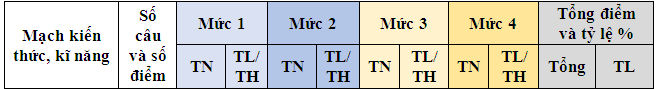 Mạch kiến
thức, kĩ năng
Số
câu
và số
điểm
Mức 1
Mức 2
Mức 3
Mức 4
Tổng điểm
và tỷ lệ %
TN
TL/
TH
TN
TL/
TH
TN
TL/
TH
TN
TL/
TH
Tổng
TL